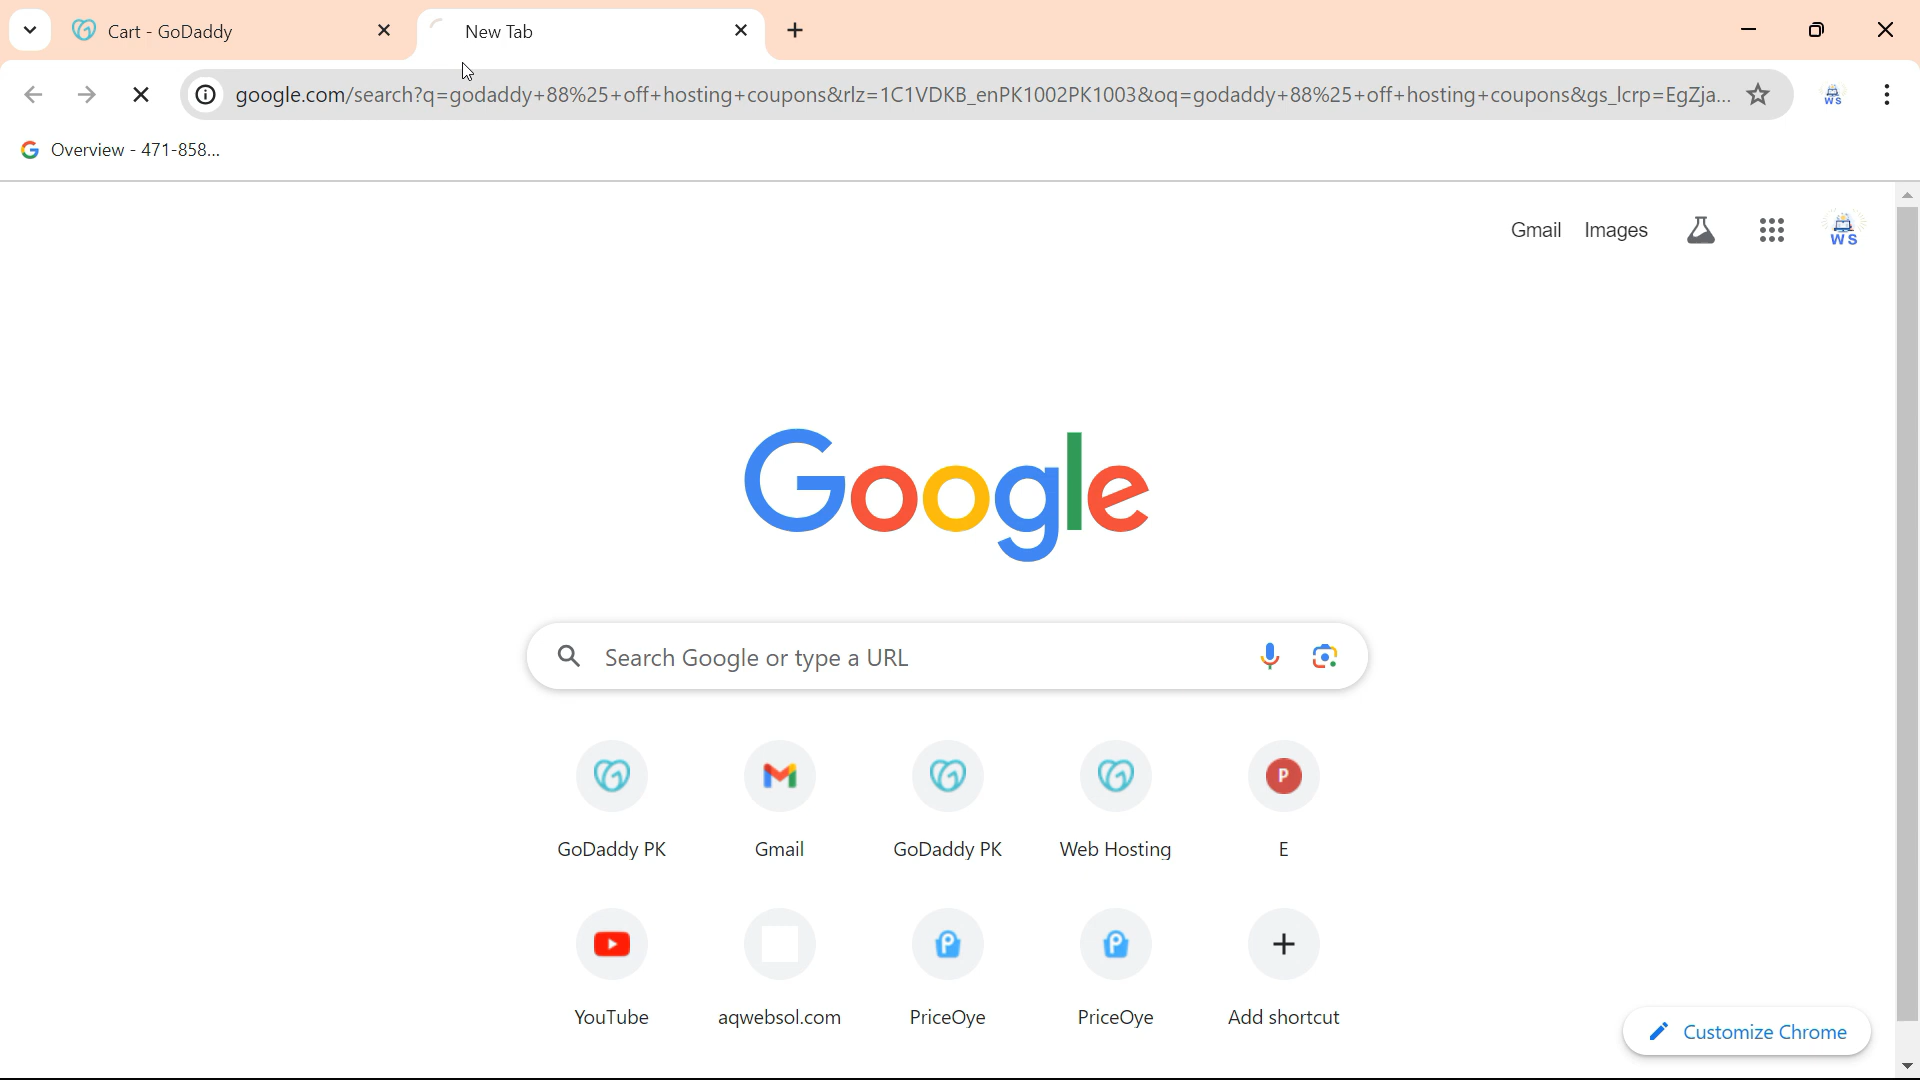 Cart - GoDaddy
New Tab
google.com/search?q=godaddy+88%25+off+hosting+coupons&rlz=1C1VDKB_enPK1002PK1003&oq=godaddy+88%25+off+hosting+coupons&gs_lcrp=EgZja...
WS
Overview - 471-858...
Gmail Images
WS
Google
Search Google or type a URL
P
GoDaddy PK Gmail GoDaddy PK Web Hosting E
P P
YouTube aqwebsol.com PriceOye PriceOye Add shortcut
Customize Chrome